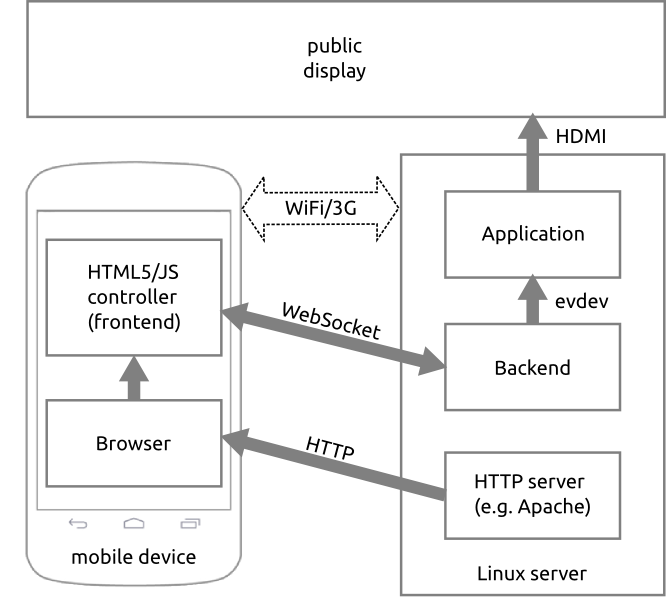 public
display
HDMI
WiFi/3G
Application
HTML5/JS
controller
(frontend)
WebSocket
evdev
Backend
Browser
HTTP
HTTP server
(e.g. Apache)
mobile device
Linux server